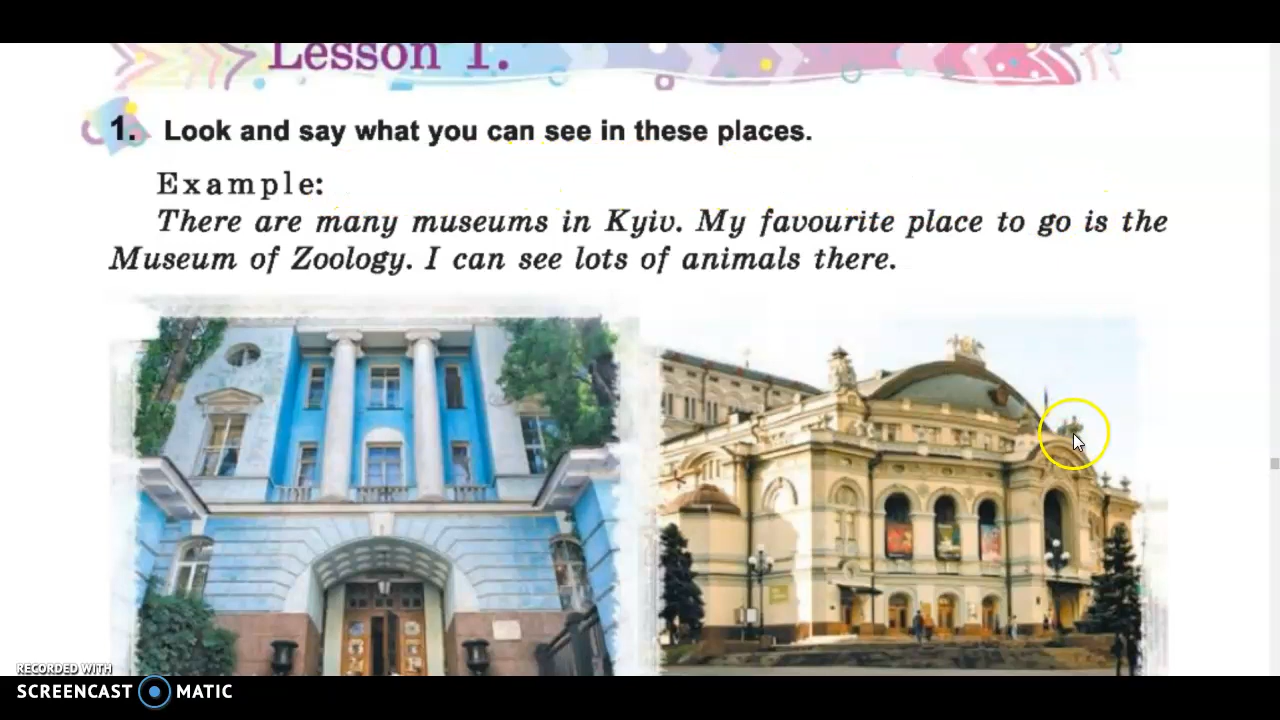 Lesson 1.
1. Look and say what you can see in these places.
Example:
There are many museums in Kyiv. My favourite place to go is the
Museum of Zoology. I can see lots of animals there.
RECORDED WITH
SCREENCAST MATIC